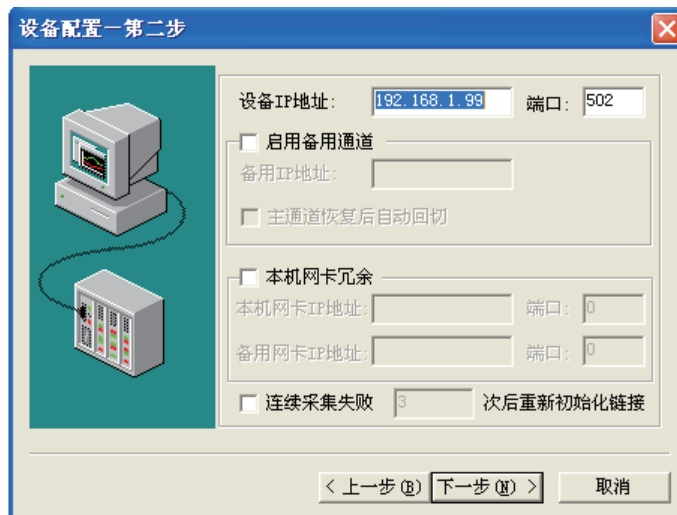 设备配置－第二步
设备IP地址: 192.168.1.99 端口: 502
启用备用通道
备用IP地址:
主通道恢复后自动回切
本机网卡冗余
本机网卡IP地址: 端口: 0
备用网卡IP地址: 端口: 0
连续采集失败 3 次后重新初始化链接
< 上一步(B) 下一步(N) > 取消